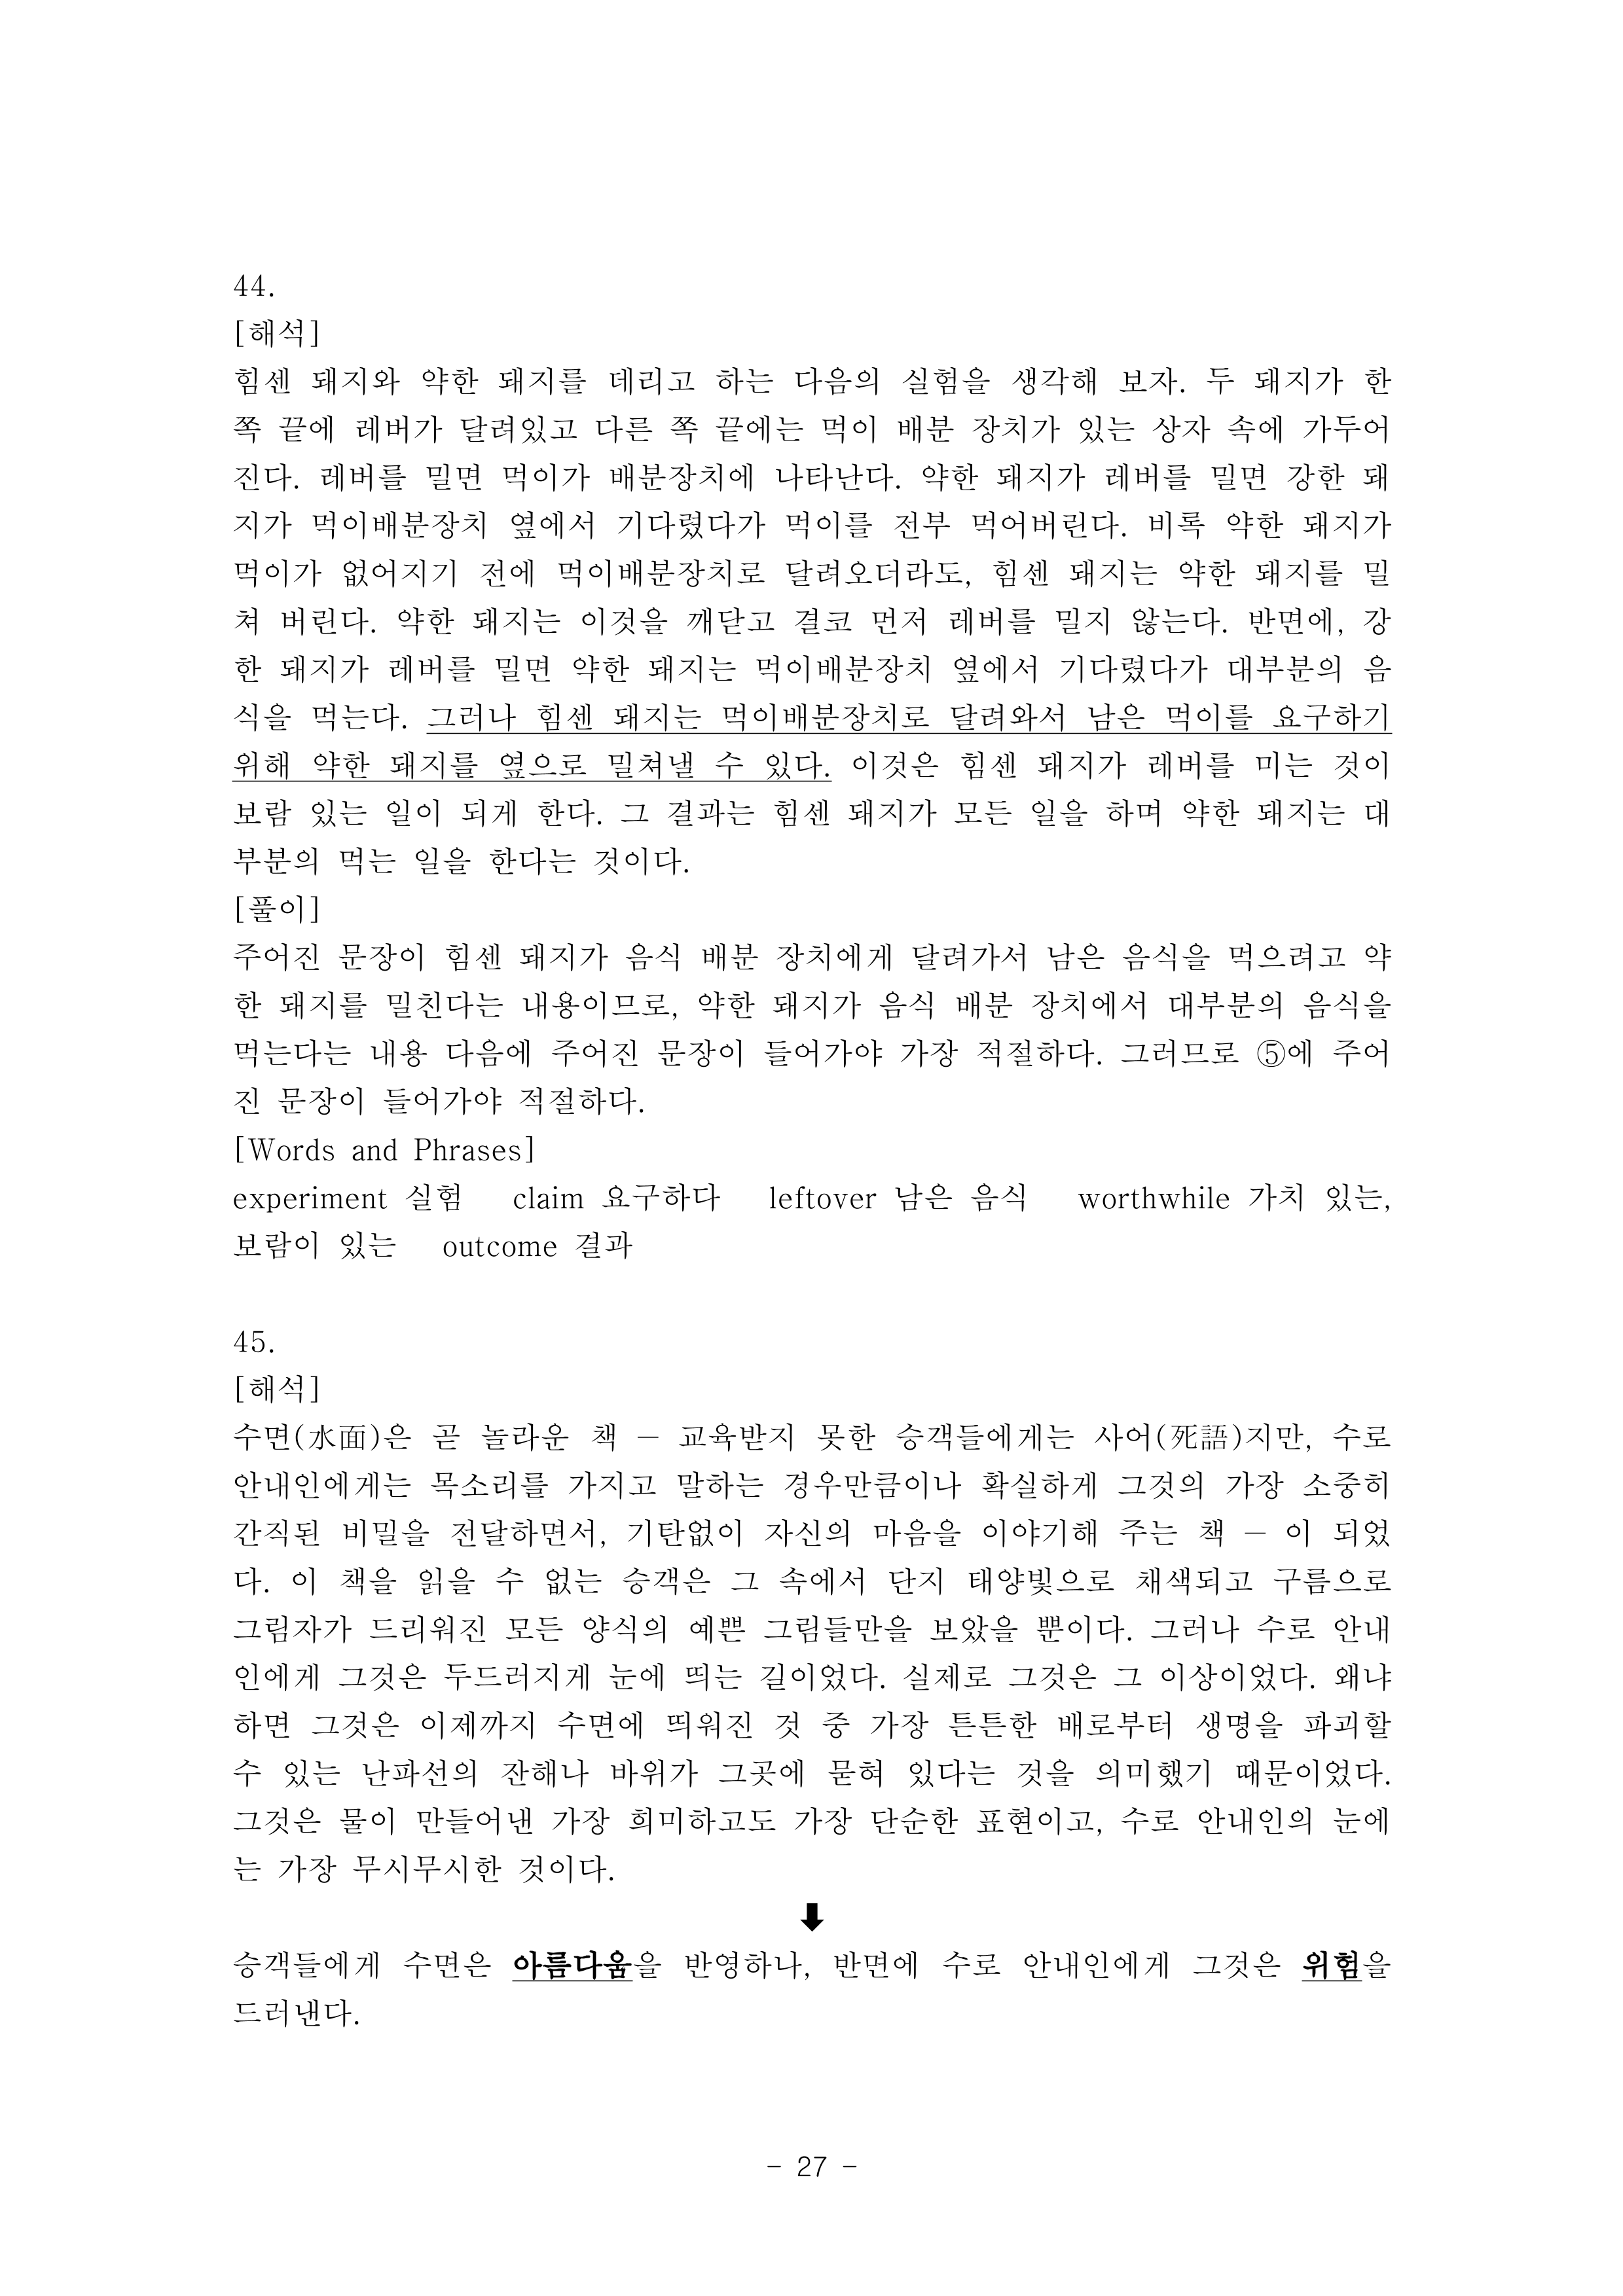 44.
[해석]
힘센 돼지와 약한 돼지를 데리고 하는 다음의 실험을 생각해 보자. 두 돼지가 한
쪽 끝에 레버가 달려있고 다른 쪽 끝에는 먹이 배분 장치가 있는 상자 속에 가두어
진다. 레버를 밀면 먹이가 배분장치에 나타난다. 약한 돼지가 레버를 밀면 강한 돼
지가 먹이배분장치 옆에서 기다렸다가 먹이를 전부 먹어버린다. 비록 약한 돼지가
먹이가 없어지기 전에 먹이배분장치로 달려오더라도, 힘센 돼지는 약한 돼지를 밀
쳐 버린다. 약한 돼지는 이것을 깨닫고 결코 먼저 레버를 밀지 않는다. 반면에, 강
한 돼지가 레버를 밀면 약한 돼지는 먹이배분장치 옆에서 기다렸다가 대부분의 음
식을 먹는다. 그러나 힘센 돼지는 먹이배분장치로 달려와서 남은 먹이를 요구하기
위해 약한 돼지를 옆으로 밀쳐낼 수 있다. 이것은 힘센 돼지가 레버를 미는 것이
보람 있는 일이 되게 한다. 그 결과는 힘센 돼지가 모든 일을 하며 약한 돼지는 대
부분의 먹는 일을 한다는 것이다.
[풀이]
주어진 문장이 힘센 돼지가 음식 배분 장치에게 달려가서 남은 음식을 먹으려고 약
한 돼지를 밀친다는 내용이므로, 약한 돼지가 음식 배분 장치에서 대부분의 음식을
먹는다는 내용 다음에 주어진 문장이 들어가야 가장 적절하다. 그러므로 ⑤에 주어
진 문장이 들어가야 적절하다.
[Words and Phrases]
experiment 실험 claim 요구하다 leftover 남은 음식 worthwhile 가치 있는,
보람이 있는 outcome 결과
45.
[해석]
수면(水面)은 곧 놀라운 책 － 교육받지 못한 승객들에게는 사어(死語)지만, 수로
안내인에게는 목소리를 가지고 말하는 경우만큼이나 확실하게 그것의 가장 소중히
간직된 비밀을 전달하면서, 기탄없이 자신의 마음을 이야기해 주는 책 － 이 되었
다. 이 책을 읽을 수 없는 승객은 그 속에서 단지 태양빛으로 채색되고 구름으로
그림자가 드리워진 모든 양식의 예쁜 그림들만을 보았을 뿐이다. 그러나 수로 안내
인에게 그것은 두드러지게 눈에 띄는 길이었다. 실제로 그것은 그 이상이었다. 왜냐
하면 그것은 이제까지 수면에 띄워진 것 중 가장 튼튼한 배로부터 생명을 파괴할
수 있는 난파선의 잔해나 바위가 그곳에 묻혀 있다는 것을 의미했기 때문이었다.
그것은 물이 만들어낸 가장 희미하고도 가장 단순한 표현이고, 수로 안내인의 눈에
는 가장 무시무시한 것이다.
승객들에게 수면은 아름다움을 반영하나, 반면에 수로 안내인에게 그것은 위험을
드러낸다.
- 27 -